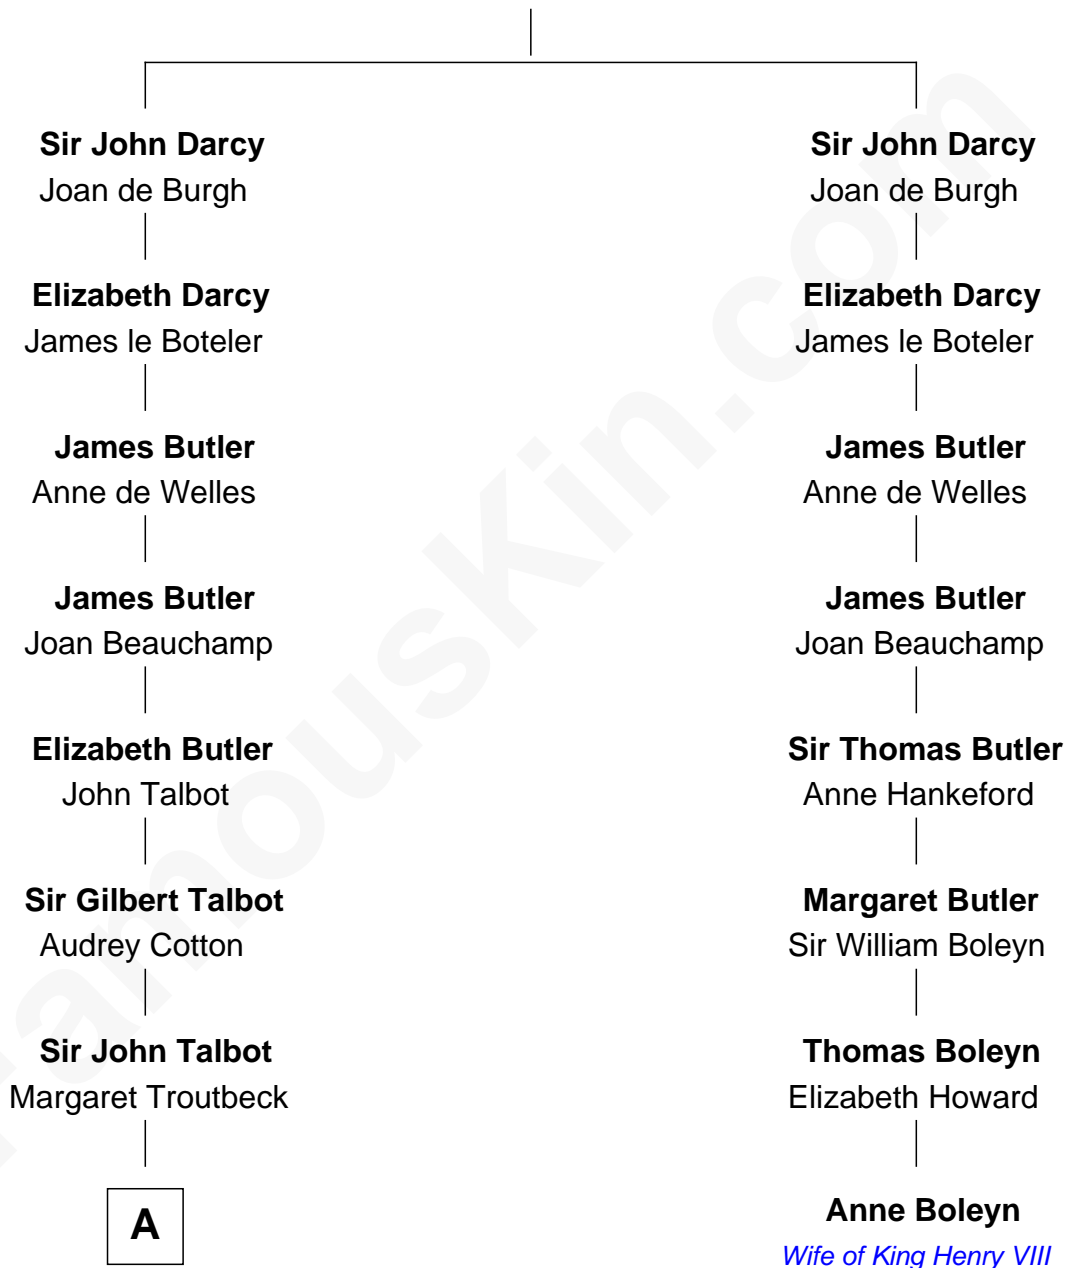 Sir John Darcy
Joan de Burgh
Elizabeth Darcy
James le Boteler
James Butler
Anne de Welles
James Butler
Joan Beauchamp
Elizabeth Butler
John Talbot
Sir Gilbert Talbot
Audrey Cotton
Sir John Talbot
Margaret Troutbeck
A
Sir John Darcy
Joan de Burgh
Elizabeth Darcy
James le Boteler
James Butler
Anne de Welles
James Butler
Joan Beauchamp
Sir Thomas Butler
Anne Hankeford
Margaret Butler
Sir William Boleyn
Thomas Boleyn
Elizabeth Howard
Anne Boleyn
Wife of King Henry VIII
FamousKin.com